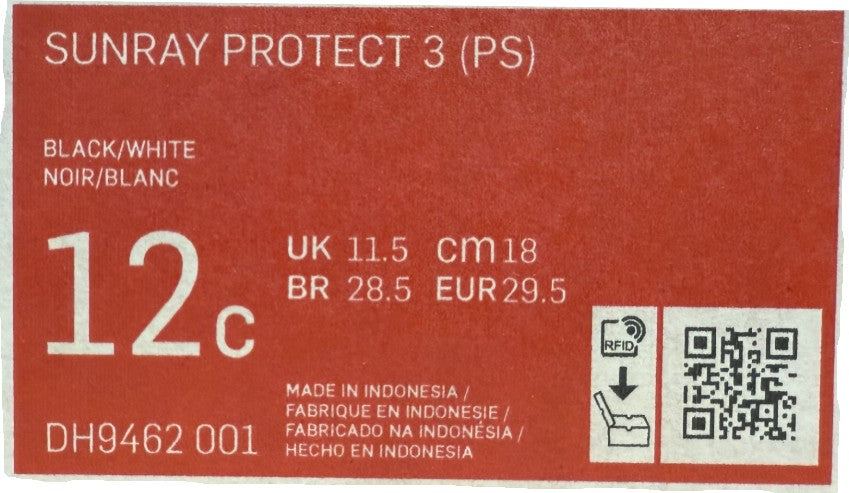 SUNRAY PROTECT 3 (PS)
BLACK/WHITE
NOIR/BLANC
12c
UK 11.5 cm 18
BR 28.5 EUR 29.5
MADE IN INDONESIA /
FABRIQUE EN INDONESIE /
FABRICADO NA INDONÉSIA /
HECHO EN INDONESIA
DH9462 001
RFID